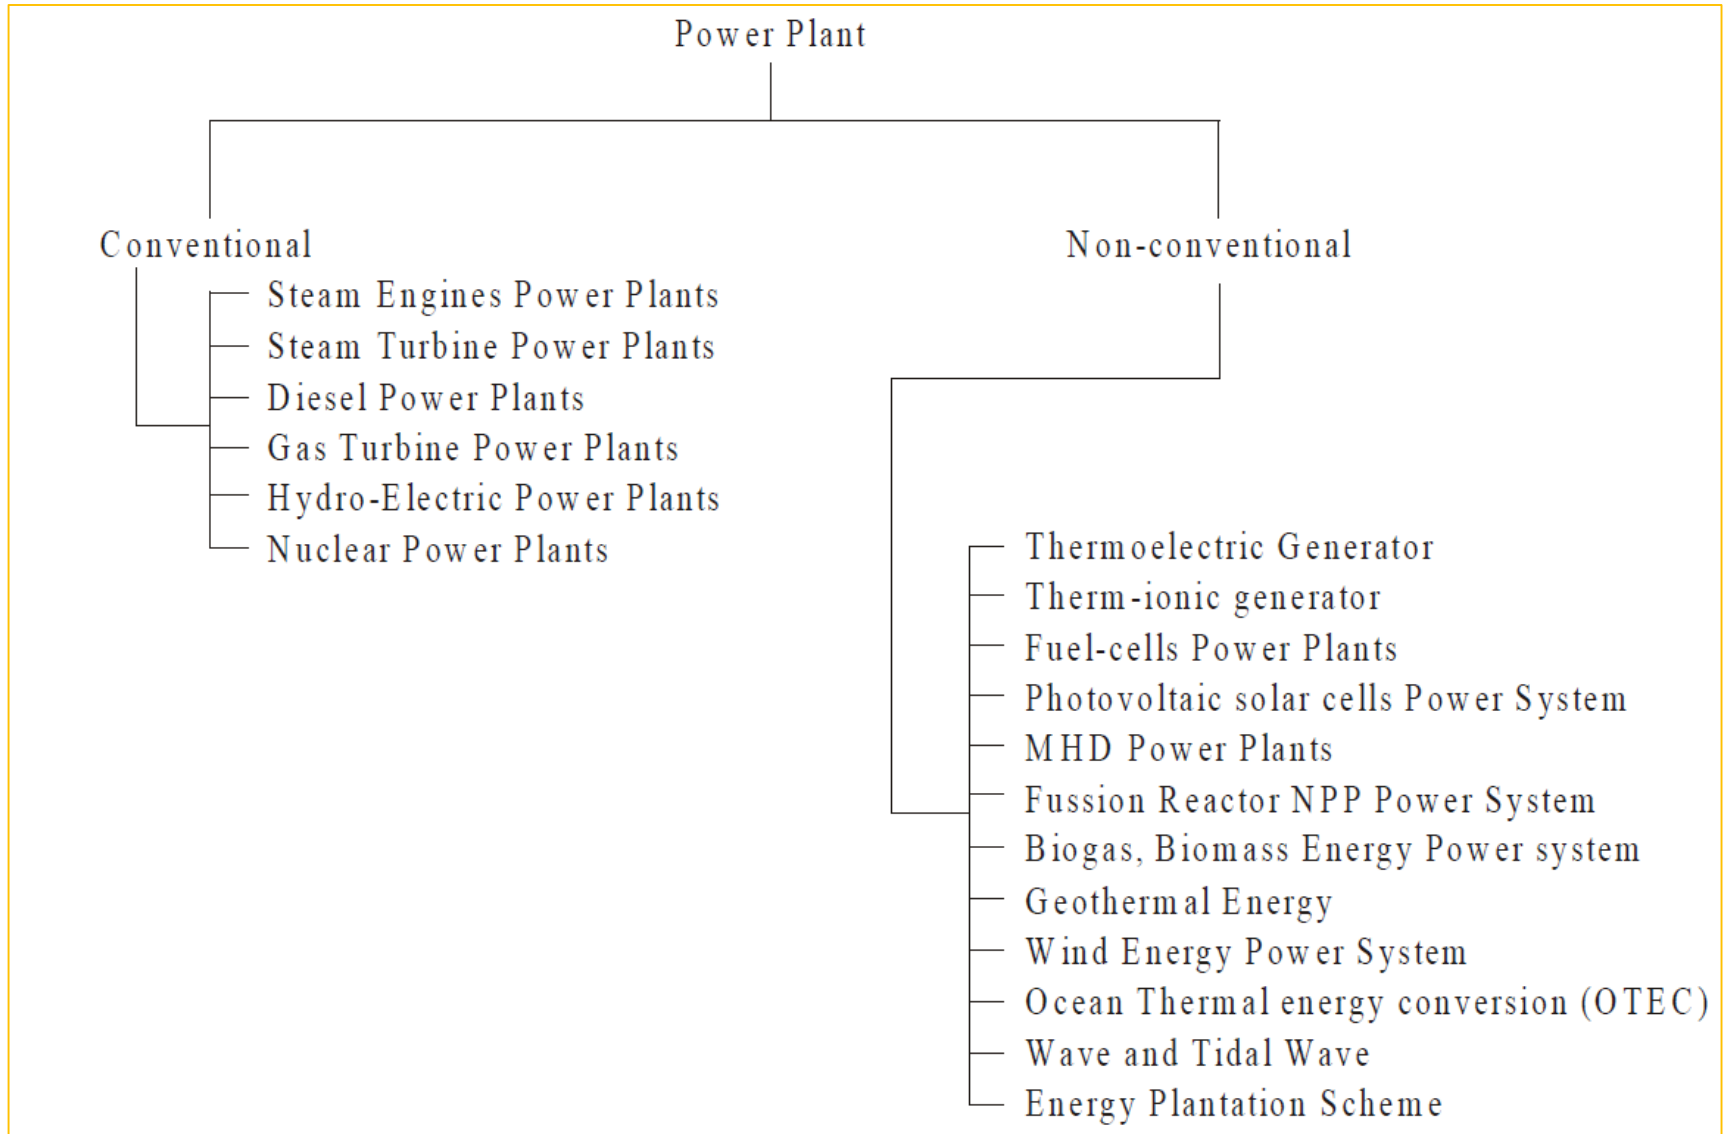 Power Plant
Conventional
Non-conventional
Steam Engines Power Plants
Steam Turbine Power Plants
Diesel Power Plants
Gas Turbine Power Plants
Hydro-Electric Power Plants
Nuclear Power Plants
Thermoelectric Generator
Therm-ionic generator
Fuel-cells Power Plants
Photovoltaic solar cells Power System
MHD Power Plants
Fussion Reactor NPP Power System
Biogas, Biomass Energy Power system
Geothermal Energy
Wind Energy Power System
Ocean Thermal energy conversion (OTEC)
Wave and Tidal Wave
Energy Plantation Scheme